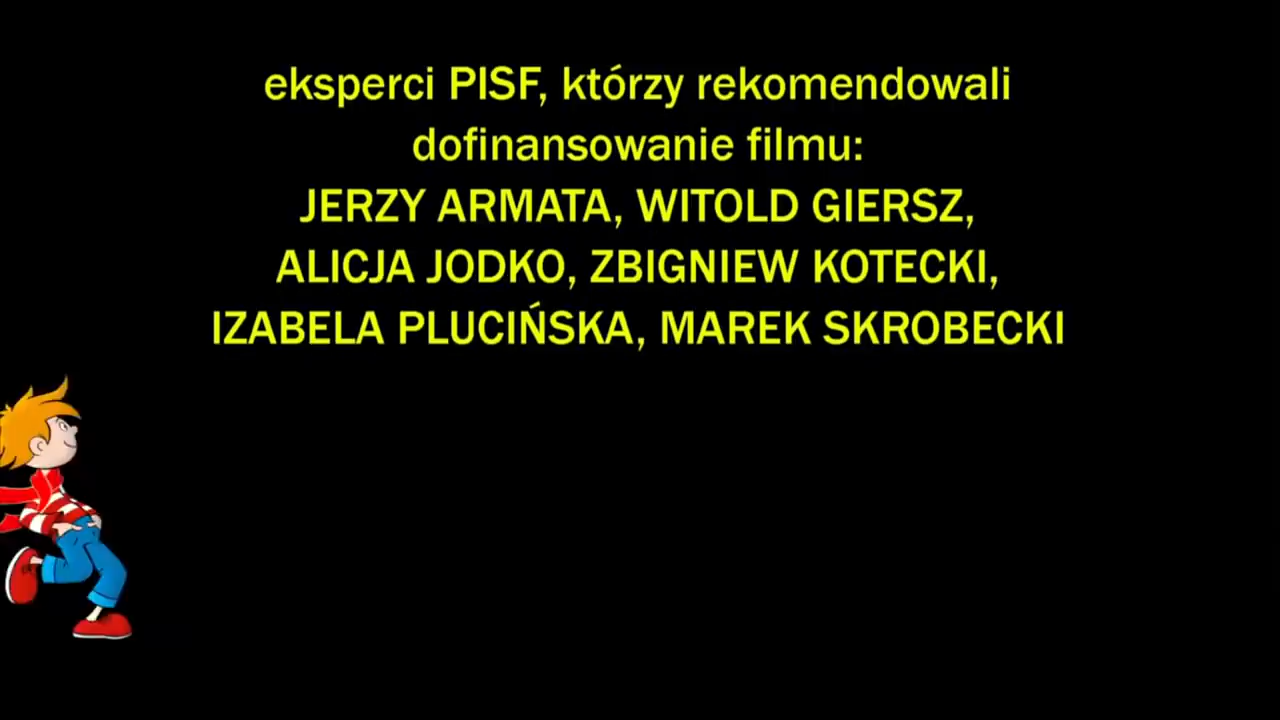 eksperci PISF, którzy rekomendowali
dofinansowanie filmu:
JERZY ARMATA, WITOLD GIERSZ,
ALICJA JODKO, ZBIGNIEW KOTECKI,
IZABELA PLUCIŃSKA, MAREK SKROBECKI